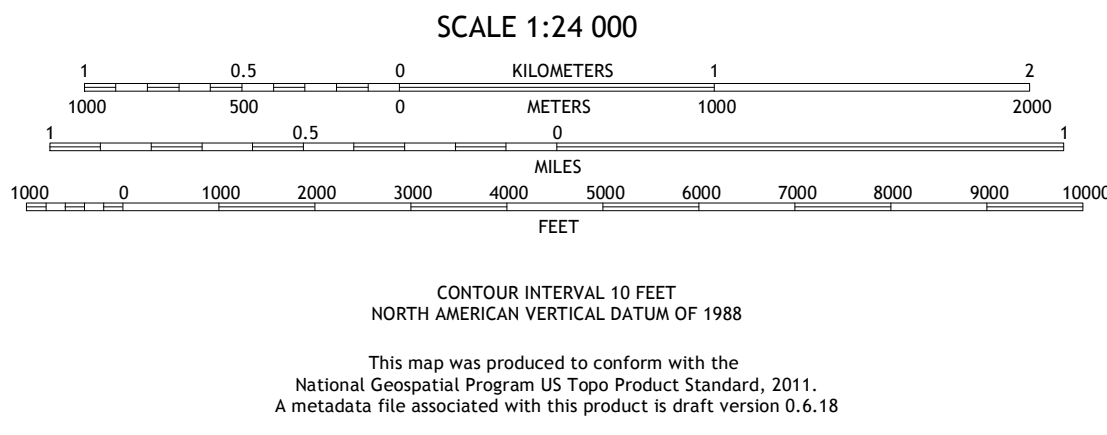 SCALE 1:24 000
1 0.5 0 KILOMETERS 1 2
1000 500 0 METERS 1000 2000
1 0.5 0 1
MILES
1000 0 1000 2000 3000 4000 5000 6000 7000 8000 9000 10000
FEET
CONTOUR INTERVAL 10 FEET
NORTH AMERICAN VERTICAL DATUM OF 1988
This map was produced to conform with the
National Geospatial Program US Topo Product Standard, 2011.
A metadata file associated with this product is draft version 0.6.18